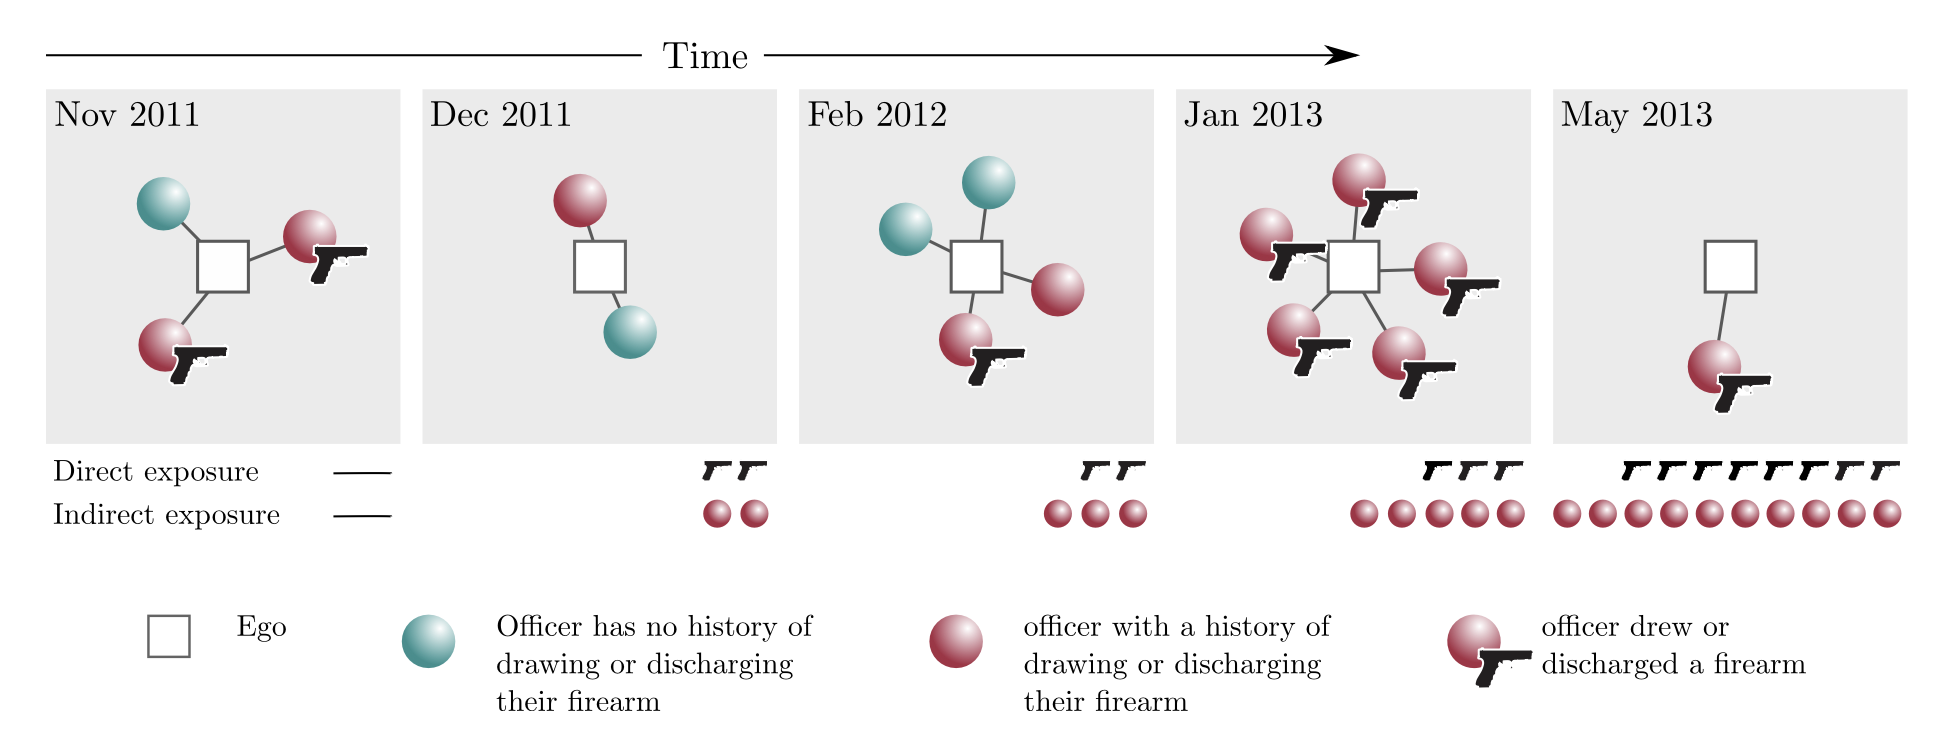 Time
Nov 2011
Dec 2011
Feb 2012
Jan 2013
May 2013
Direct exposure
Indirect exposure
Ego
Officer has no history of
drawing or discharging
their firearm
officer with a history of
drawing or discharging
their firearm
officer drew or
discharged a firearm